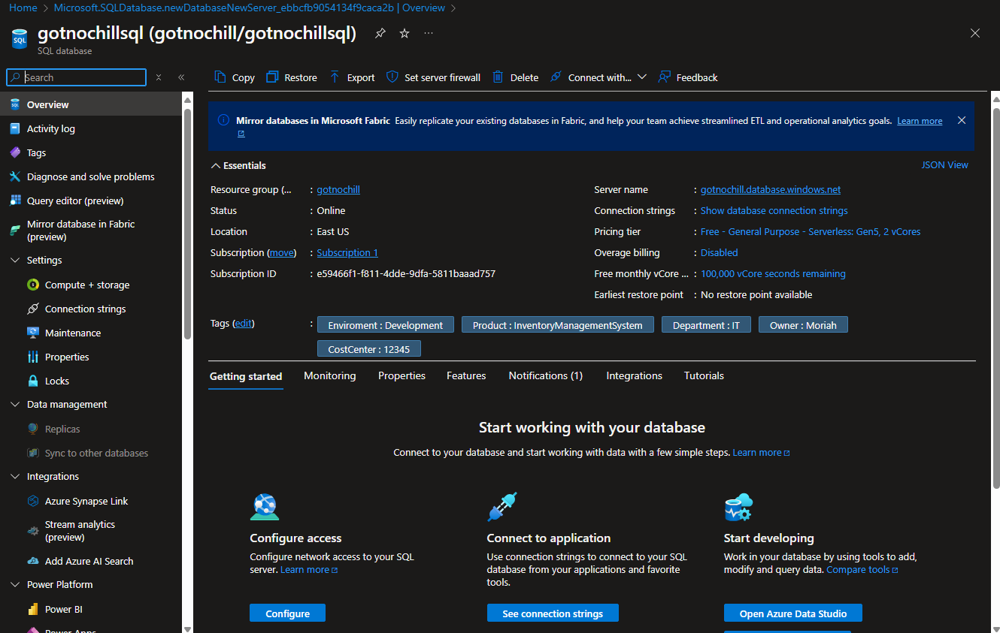 Home > Microsoft.SQLDatabase.newDatabaseNewServer_ebbcfb9054134f9caca2b | Overview >
SQL
gotnochillsql (gotnochill/gotnochillsql)
SQL database
Search
Overview
Activity log
Tags
Diagnose and solve problems
Query editor (preview)
Mirror database in Fabric
(preview)
Settings
Compute + storage
Connection strings
Maintenance
Properties
Locks
Data management
Replicas
Sync to other databases
Integrations
Azure Synapse Link
Stream analytics
(preview)
Add Azure AI Search
Power Platform
Power BI
Power Apps
Copy Restore Export Set server firewall Delete Connect with... Feedback
Mirror databases in Microsoft Fabric Easily replicate your existing databases in Fabric, and help your team achieve streamlined ETL and operational analytics goals. Learn more
Essentials
JSON View
Resource group (... : gotnochill
Status : Online
Location : East US
Subscription (move) : Subscription 1
Subscription ID : e59466f1-f811-4dde-9dfa-5811baaad757
Server name : gotnochill.database.windows.net
Connection strings : Show database connection strings
Pricing tier : Free - General Purpose - Serverless: Gen5, 2 vCores
Overage billing : Disabled
Free monthly vCore ... : 100,000 vCore seconds remaining
Earliest restore point : No restore point available
Tags (edit) : Enviroment : Development Product : InventoryManagementSystem Department : IT Owner : Moriah
CostCenter : 12345
Getting started Monitoring Properties Features Notifications (1) Integrations Tutorials
Start working with your database
Connect to your database and start working with data with a few simple steps. Learn more
Configure access
Configure network access to your SQL
server. Learn more
Configure
Connect to application
Use connection strings to connect to your SQL
database from your applications and favorite
tools.
See connection strings
Start developing
Work in your database by using tools to add,
modify and query data. Compare tools
Open Azure Data Studio